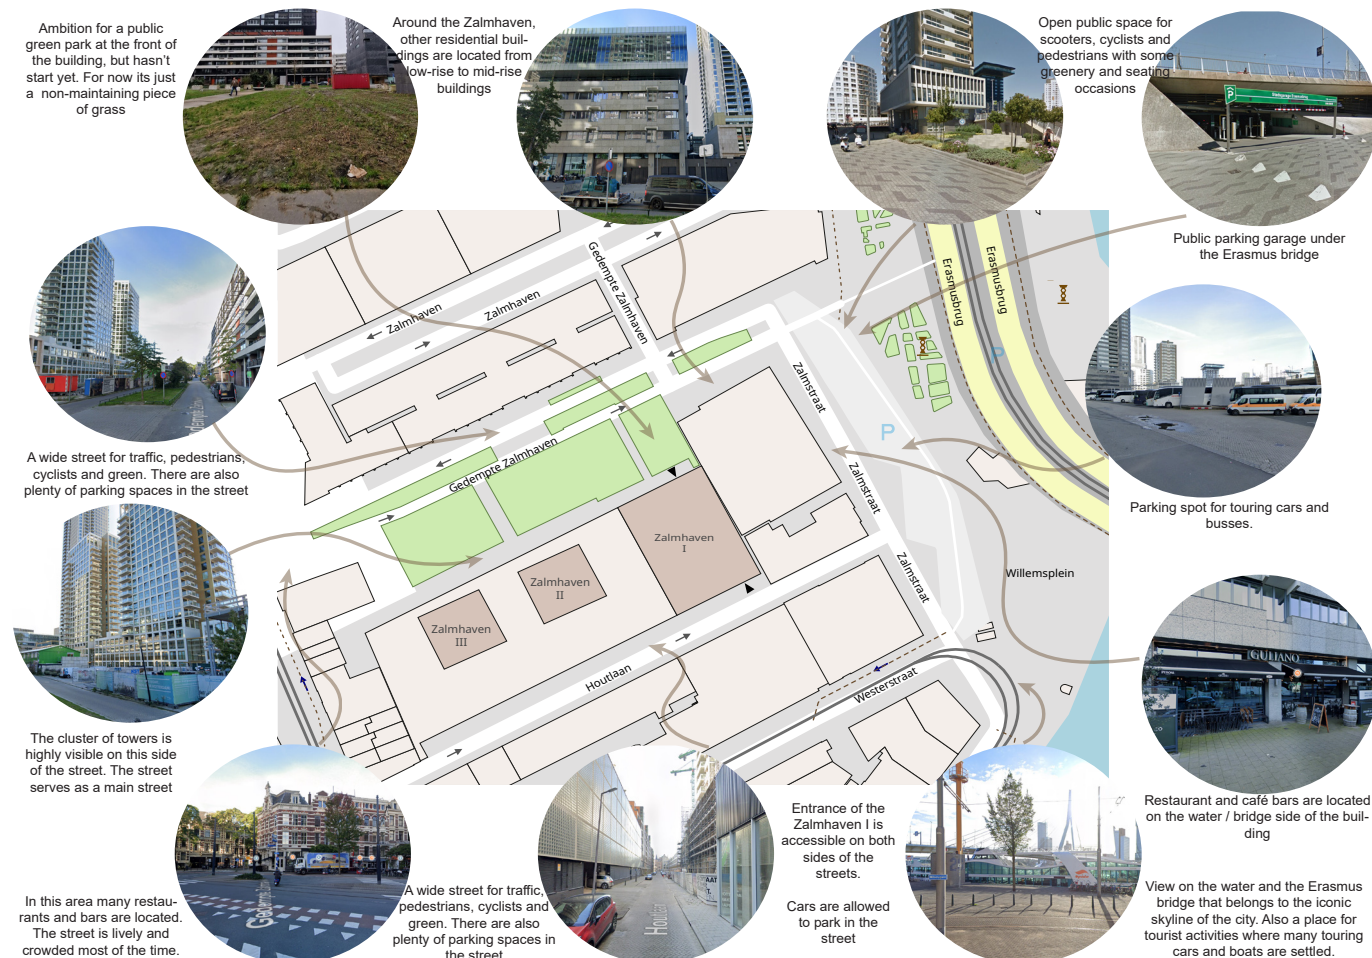 Ambition for a public
green park at the front of
the building, but hasn't
start yet. For now its just
a non-maintaining piece
of grass
Around the Zalmhaven,
other residential buil-
dings are located from
low-rise to mid-rise
buildings
Open public space for
scooters, cyclists and
pedestrians with some
greenery and seating
occasions
Public parking garage under
the Erasmus bridge
A wide street for traffic, pedestrians,
cyclists and green. There are also
plenty of parking spaces in the street
Parking spot for touring cars and
busses.
The cluster of towers is
highly visible on this side
of the street. The street
serves as a main street
Restaurant and café bars are located
on the water / bridge side of the buil-
ding
In this area many restau-
rants and bars are located.
The street is lively and
crowded most of the time.
A wide street for traffic,
pedestrians, cyclists and
green. There are also
plenty of parking spaces in
the street
Entrance of the
Zalmhaven I is
accessible on both
sides of the
streets.
Cars are allowed
to park in the
street
View on the water and the Erasmus
bridge that belongs to the iconic
skyline of the city. Also a place for
tourist activities where many touring
cars and boats are settled.
Zalmhaven
Zalmhaven
Gedempte Zalmhaven
Gedempte Zalmhaven
Zalmstraat
Zalmstraat
Zalmstraat
Erasmusbrug
Erasmusbrug
P
P
Zalmhaven
I
Zalmhaven
II
Zalmhaven
III
Houtlaan
Westerstraat
Willemsplein
GULIANO
P